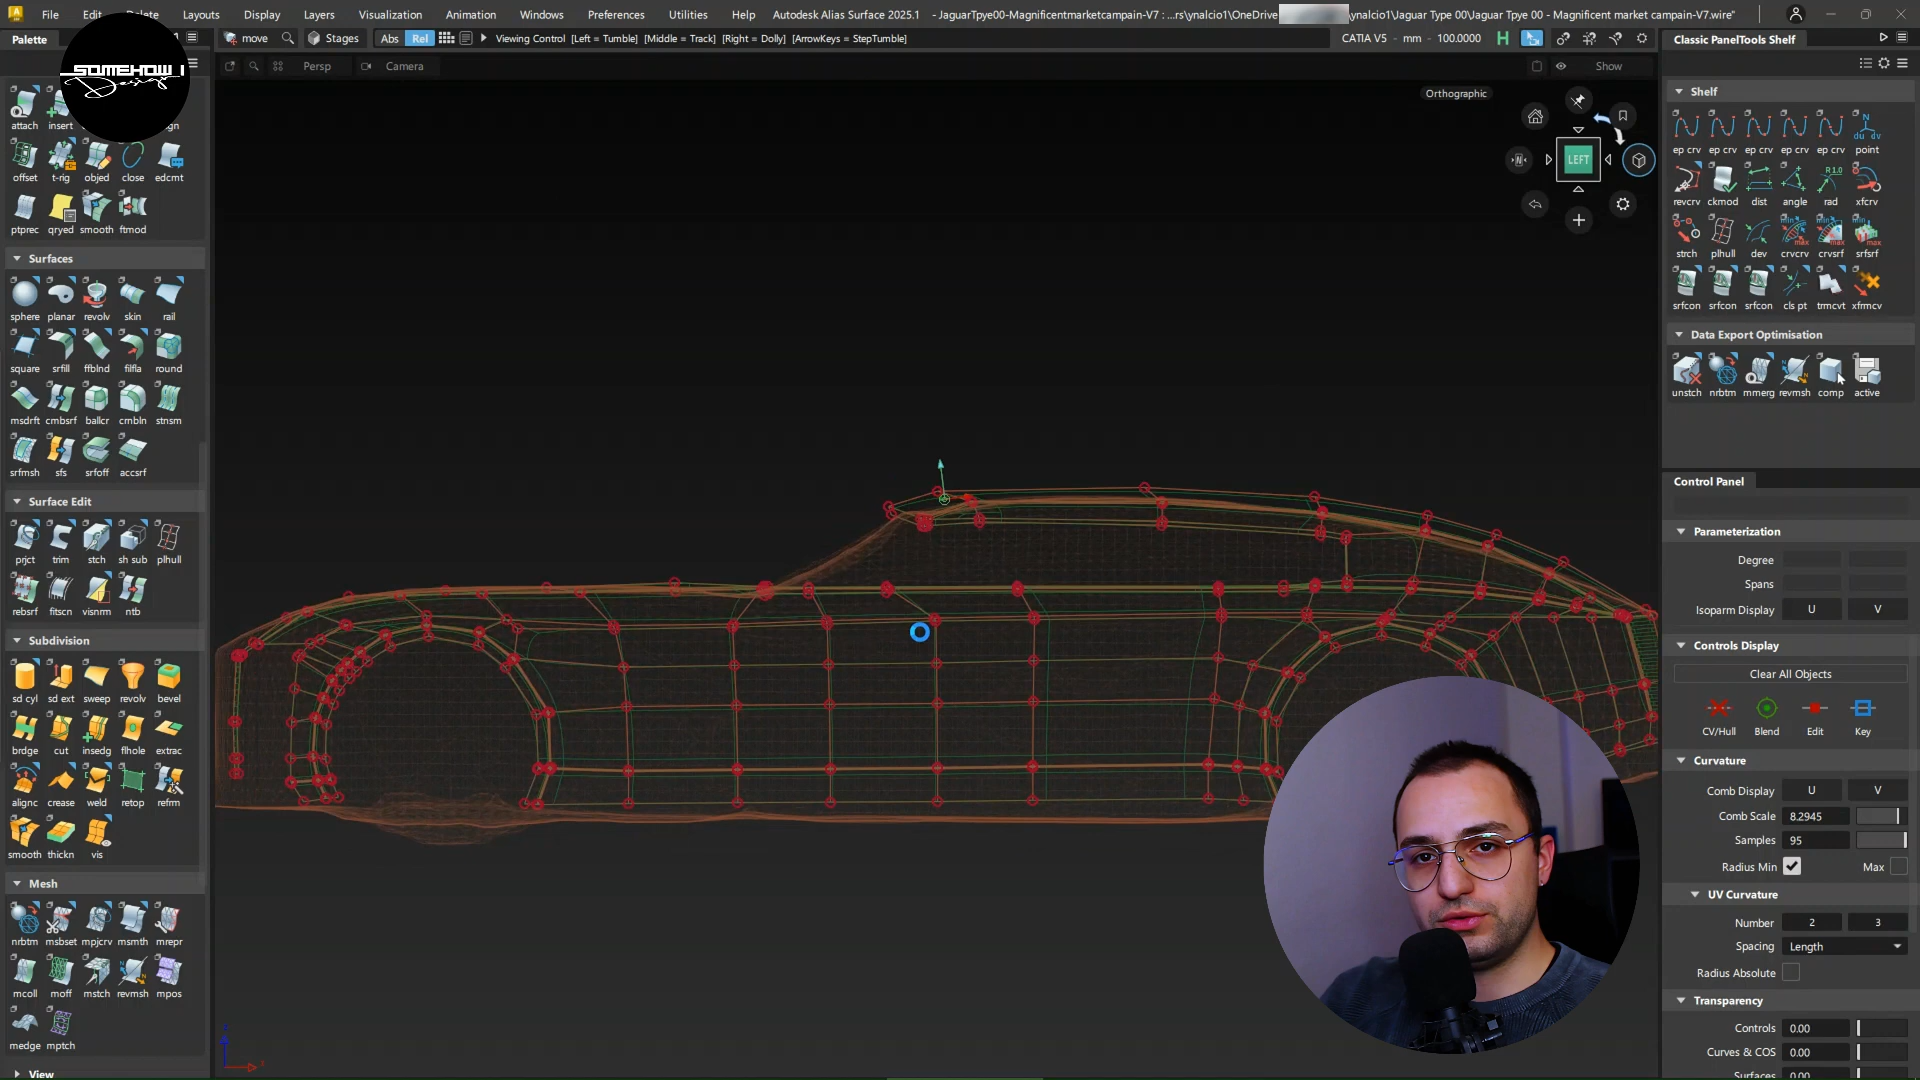 File Edit Delete Layouts Display Layers Visualization Animation Windows Preferences Utilities Help Autodesk Alias Surface 2025.1 - JaguarTpye00-Magnificentmarketcampain-V7 : ...rs\ynalcio1\OneDrive ynalcio1\Jaguar Type 00\Jaguar Tpye 00 - Magnificent market campain-V7.wire"
Palette
move Stages Abs Rel Viewing Control [Left = Tumble] [Middle = Track] [Right = Dolly] [ArrowKeys = StepTumble] CATIA V5 - mm - 100.0000
Classic PanelTools Shelf
SOMEHOW I
Design
Persp Camera Show
Orthographic
LEFT
attach insert
offset t-rig objed close edcmt
ptprec qryed smooth ftmod
Surfaces
sphere planar revolv skin rail
square srfill ffblnd filfla round
msdrft cmbsrf ballcr crnbln stnsm
srfmsh sfs srfoff accsrf
Surface Edit
prjct trim stch sh sub plhull
rebsrf fitscn visnrm ntb
Subdivision
sd cyl sd ext sweep revolv bevel
brdge cut insedg flhole extrac
alignc crease weld retop refrm
smooth thickn vis
Mesh
nrbtm msbset mpjcrv msmth mrepr
mcoll moff mstch revmsh mpos
medge mptch
View
Shelf
ep crv ep crv ep crv ep crv ep crv point
revcrv ckmod dist angle rad xfcrv
strch plhull dev crvcrv crvsrf srfsrf
srfcon srfcon srfcon cls pt trmcvt xfrmcv
Data Export Optimisation
unstch nrbtm mmerg revmsh comp active
Control Panel
Parameterization
Degree
Spans
Isoparm Display U V
Controls Display
Clear All Objects
CV/Hull Blend Edit Key
Curvature
Comb Display U V
Comb Scale 8.2945
Samples 95
Radius Min Max
UV Curvature
Number 2 3
Spacing Length
Radius Absolute
Transparency
Controls 0.00
Curves & COS 0.00
Surfaces 0.00